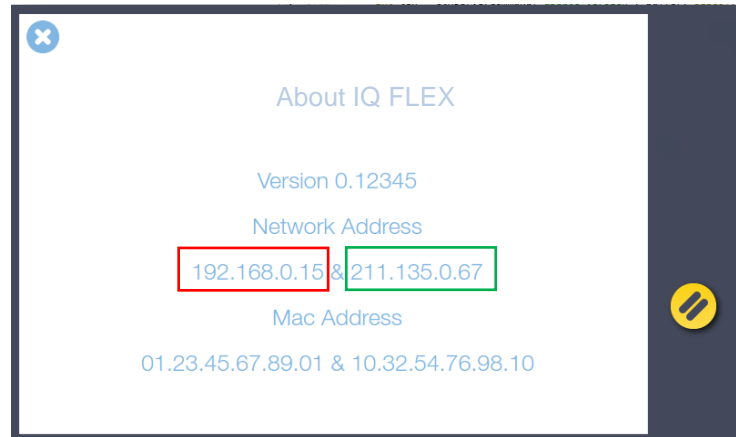 About IQ FLEX
Version 0.12345
Network Address
192.168.0.15 & 211.135.0.67
Mac Address
01.23.45.67.89.01 & 10.32.54.76.98.10